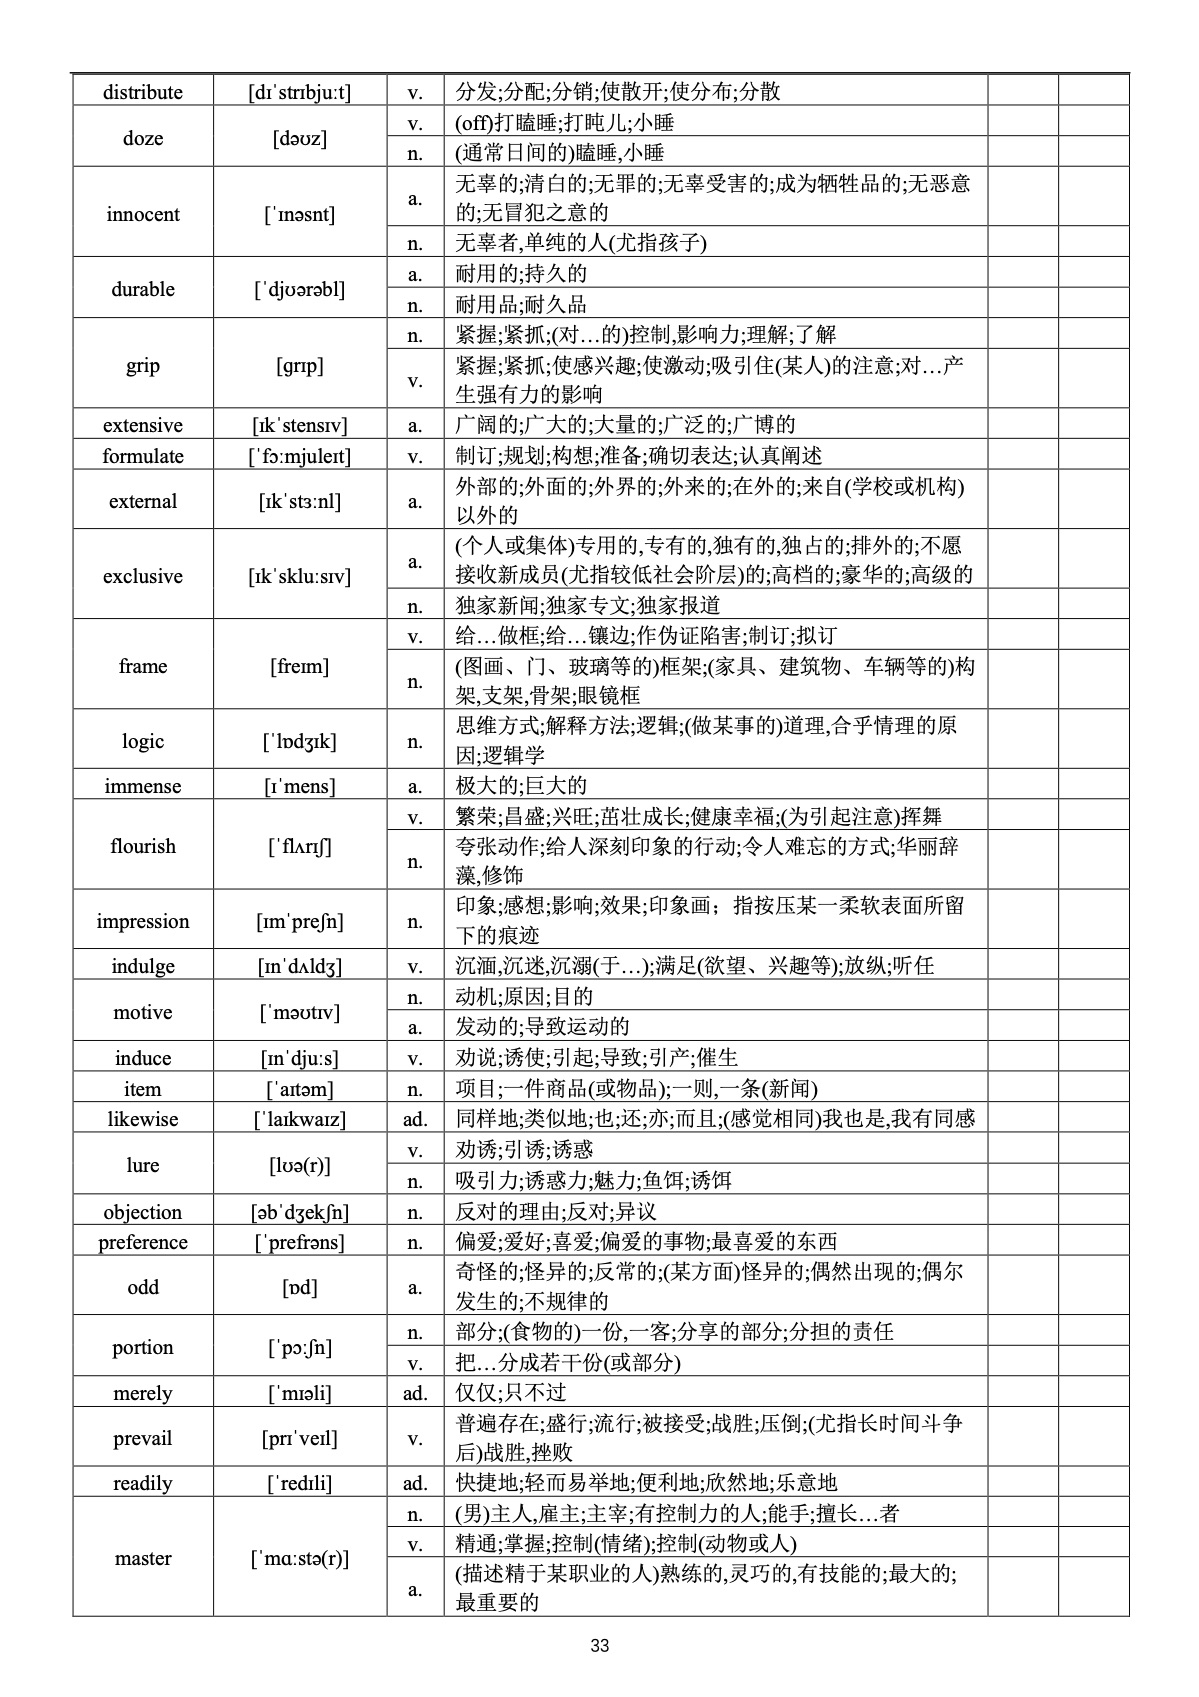 distribute [dɪˈstrɪbjuːt] v. 分发;分配;分销;使散开;使分布;分散
doze [dəʊz] v. (off)打瞌睡;打盹儿;小睡
n. (通常日间的)瞌睡,小睡
innocent [ˈɪnəsnt] a. 无辜的;清白的;无罪的;无辜受害的;成为牺牲品的;无恶意
的;无冒犯之意的
n. 无辜者,单纯的人(尤指孩子)
durable [ˈdjʊərəbl] a. 耐用的;持久的
n. 耐用品;耐久品
grip [ɡrɪp] n. 紧握;紧抓;(对…的)控制,影响力;理解;了解
v. 紧握;紧抓;使感兴趣;使激动;吸引住(某人)的注意;对…产
生强有力的影响
extensive [ɪkˈstensɪv] a. 广阔的;广大的;大量的;广泛的;广博的
formulate [ˈfɔːmjuleɪt] v. 制订;规划;构想;准备;确切表达;认真阐述
external [ɪkˈstɜːnl] a. 外部的;外面的;外界的;外来的;在外的;来自(学校或机构)
以外的
exclusive [ɪkˈskluːsɪv] a. (个人或集体)专用的,专有的,独有的,独占的;排外的;不愿
接收新成员(尤指较低社会阶层)的;高档的;豪华的;高级的
n. 独家新闻;独家专文;独家报道
frame [freɪm] v. 给…做框;给…镶边;作伪证陷害;制订;拟订
n. (图画、门、玻璃等的)框架;(家具、建筑物、车辆等的)构
架,支架,骨架;眼镜框
logic [ˈlɒdʒɪk] n. 思维方式;解释方法;逻辑;(做某事的)道理,合乎情理的原
因;逻辑学
immense [ɪˈmens] a. 极大的;巨大的
flourish [ˈflʌrɪʃ] v. 繁荣;昌盛;兴旺;茁壮成长;健康幸福;(为引起注意)挥舞
n. 夸张动作;给人深刻印象的行动;令人难忘的方式;华丽辞
藻,修饰
impression [ɪmˈpreʃn] n. 印象;感想;影响;效果;印象画；指按压某一柔软表面所留
下的痕迹
indulge [ɪnˈdʌldʒ] v. 沉湎,沉迷,沉溺(于…);满足(欲望、兴趣等);放纵;听任
motive [ˈməʊtɪv] n. 动机;原因;目的
a. 发动的;导致运动的
induce [ɪnˈdjuːs] v. 劝说;诱使;引起;导致;引产;催生
item [ˈaɪtəm] n. 项目;一件商品(或物品);一则,一条(新闻)
likewise [ˈlaɪkwaɪz] ad. 同样地;类似地;也;还;亦;而且;(感觉相同)我也是,我有同感
lure [lʊə(r)] v. 劝诱;引诱;诱惑
n. 吸引力;诱惑力;魅力;鱼饵;诱饵
objection [əbˈdʒekʃn] n. 反对的理由;反对;异议
preference [ˈprefrəns] n. 偏爱;爱好;喜爱;偏爱的事物;最喜爱的东西
odd [ɒd] a. 奇怪的;怪异的;反常的;(某方面)怪异的;偶然出现的;偶尔
发生的;不规律的
portion [ˈpɔːʃn] n. 部分;(食物的)一份,一客;分享的部分;分担的责任
v. 把…分成若干份(或部分)
merely [ˈmɪəli] ad. 仅仅;只不过
prevail [prɪˈveɪl] v. 普遍存在;盛行;流行;被接受;战胜;压倒;(尤指长时间斗争
后)战胜,挫败
readily [ˈredɪli] ad. 快捷地;轻而易举地;便利地;欣然地;乐意地
master [ˈmɑːstə(r)] n. (男)主人,雇主;主宰;有控制力的人;能手;擅长…者
v. 精通;掌握;控制(情绪);控制(动物或人)
a. (描述精于某职业的人)熟练的,灵巧的,有技能的;最大的;
最重要的
33